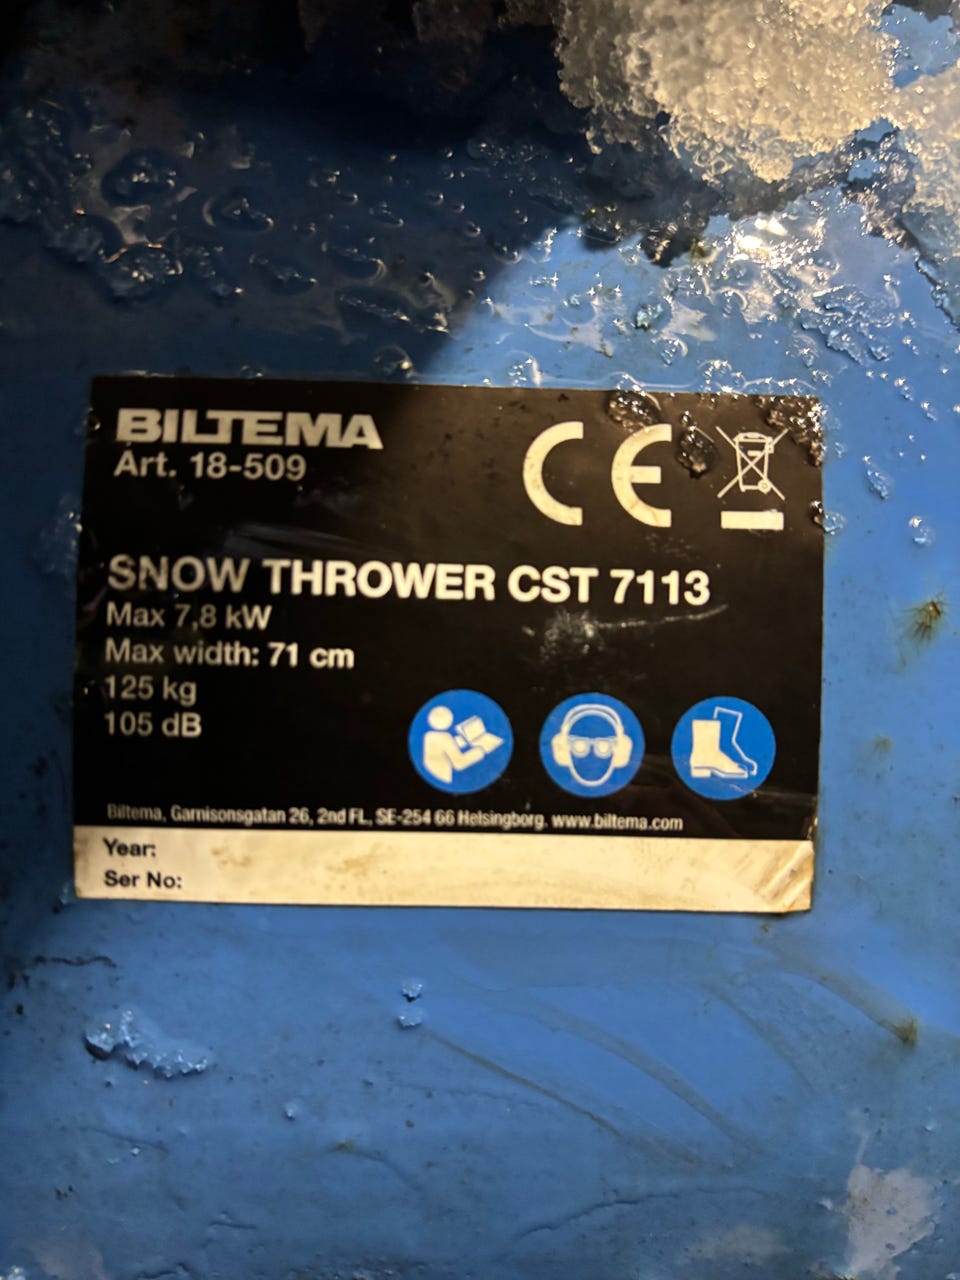 BILTEMA
Art. 18-509
CE
SNOW THROWER CST 7113
Max 7,8 kW
Max width: 71 cm
125 kg
105 dB
Biltema, Garnisonsgatan 26, 2nd FL, SE-254 66 Helsingborg. www.biltema.com
Year:
Ser No: